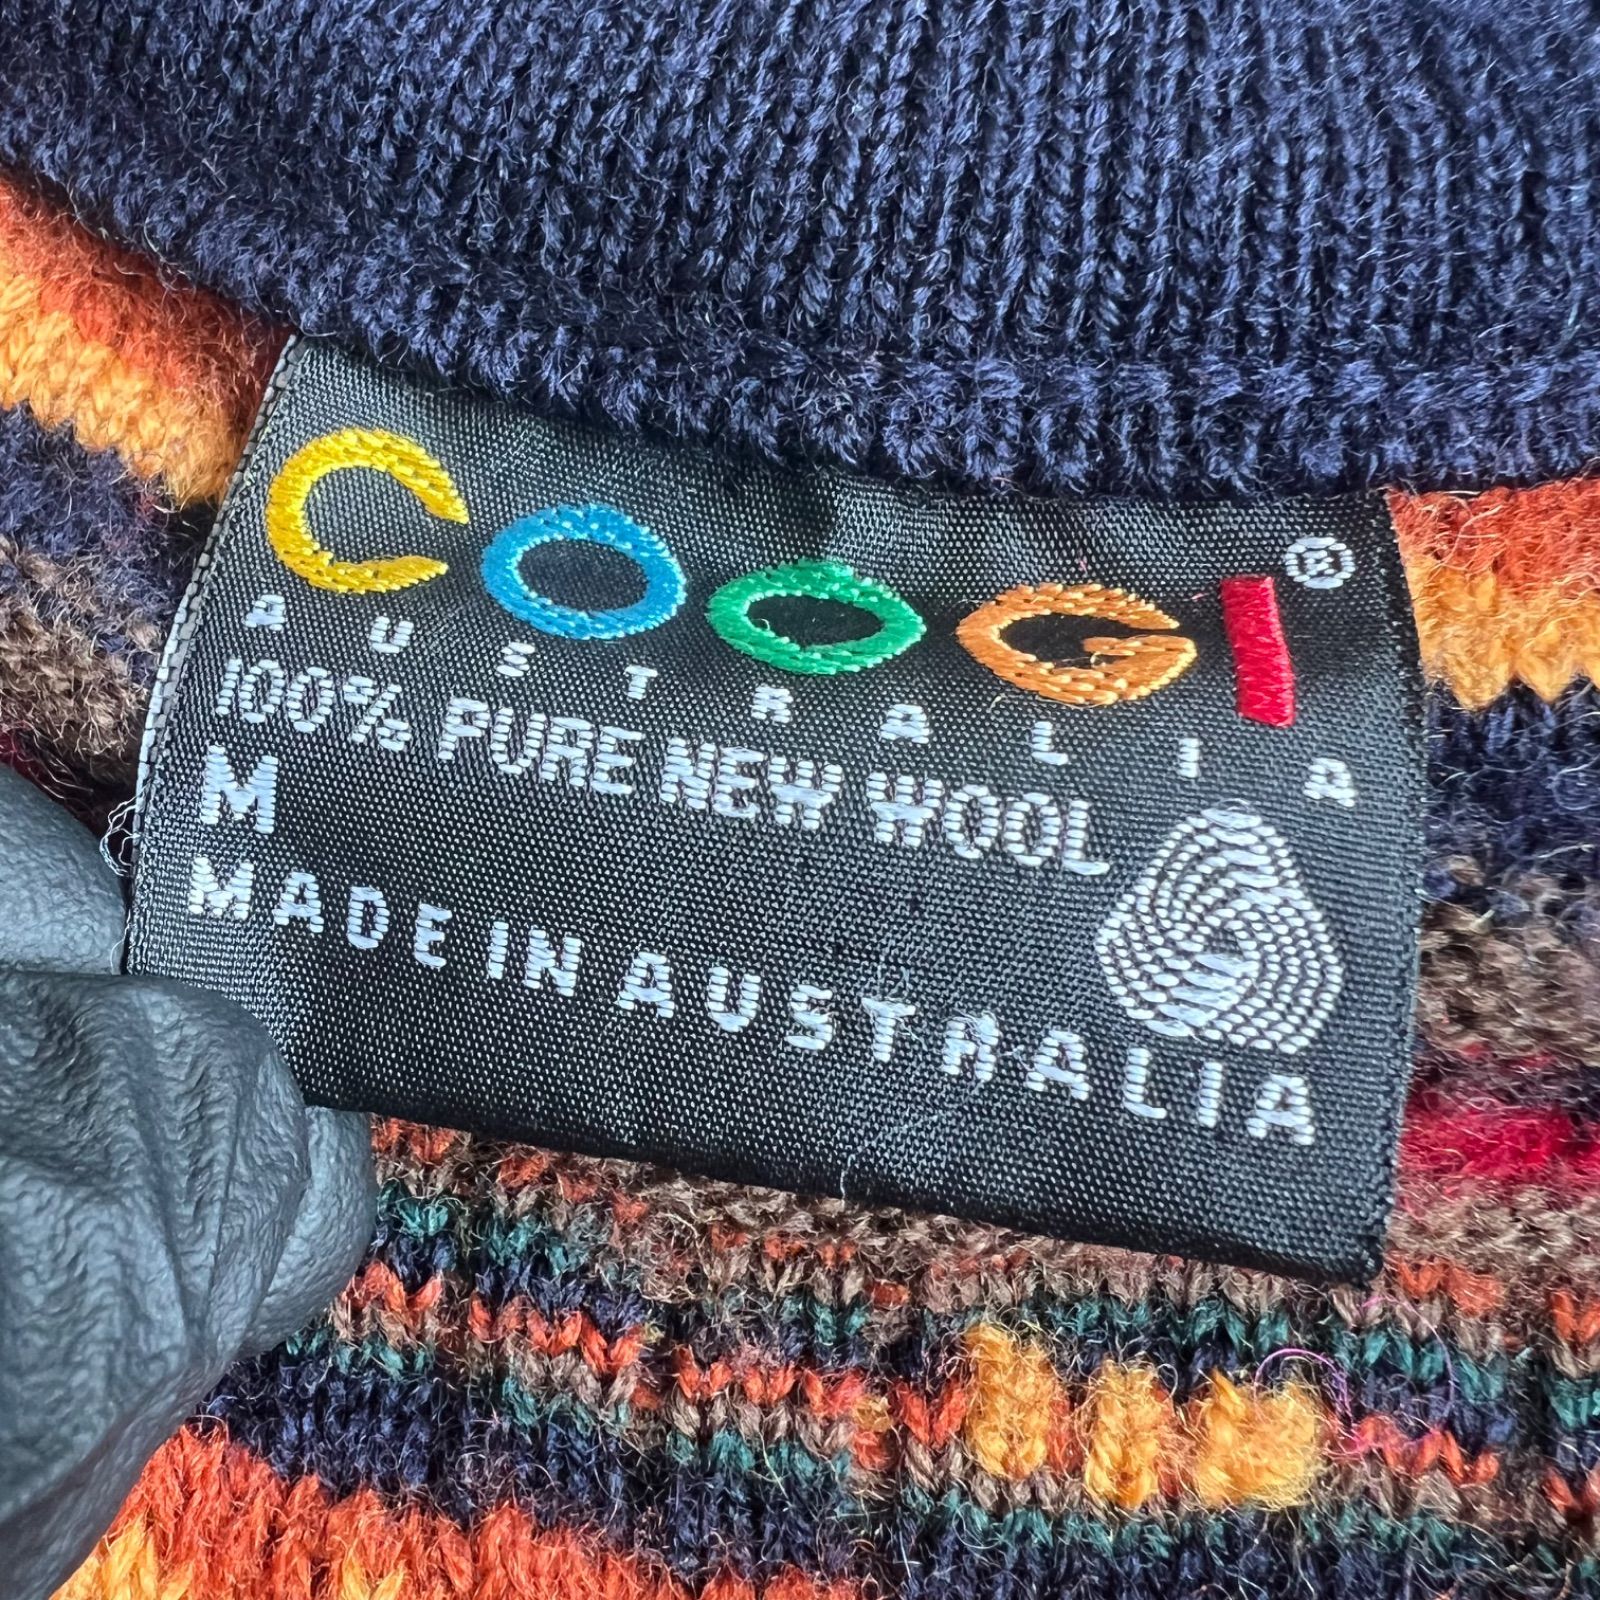 COOGI®
AUSTRALIA
100% PURE NEW WOOL
M
MADE IN AUSTRALIA